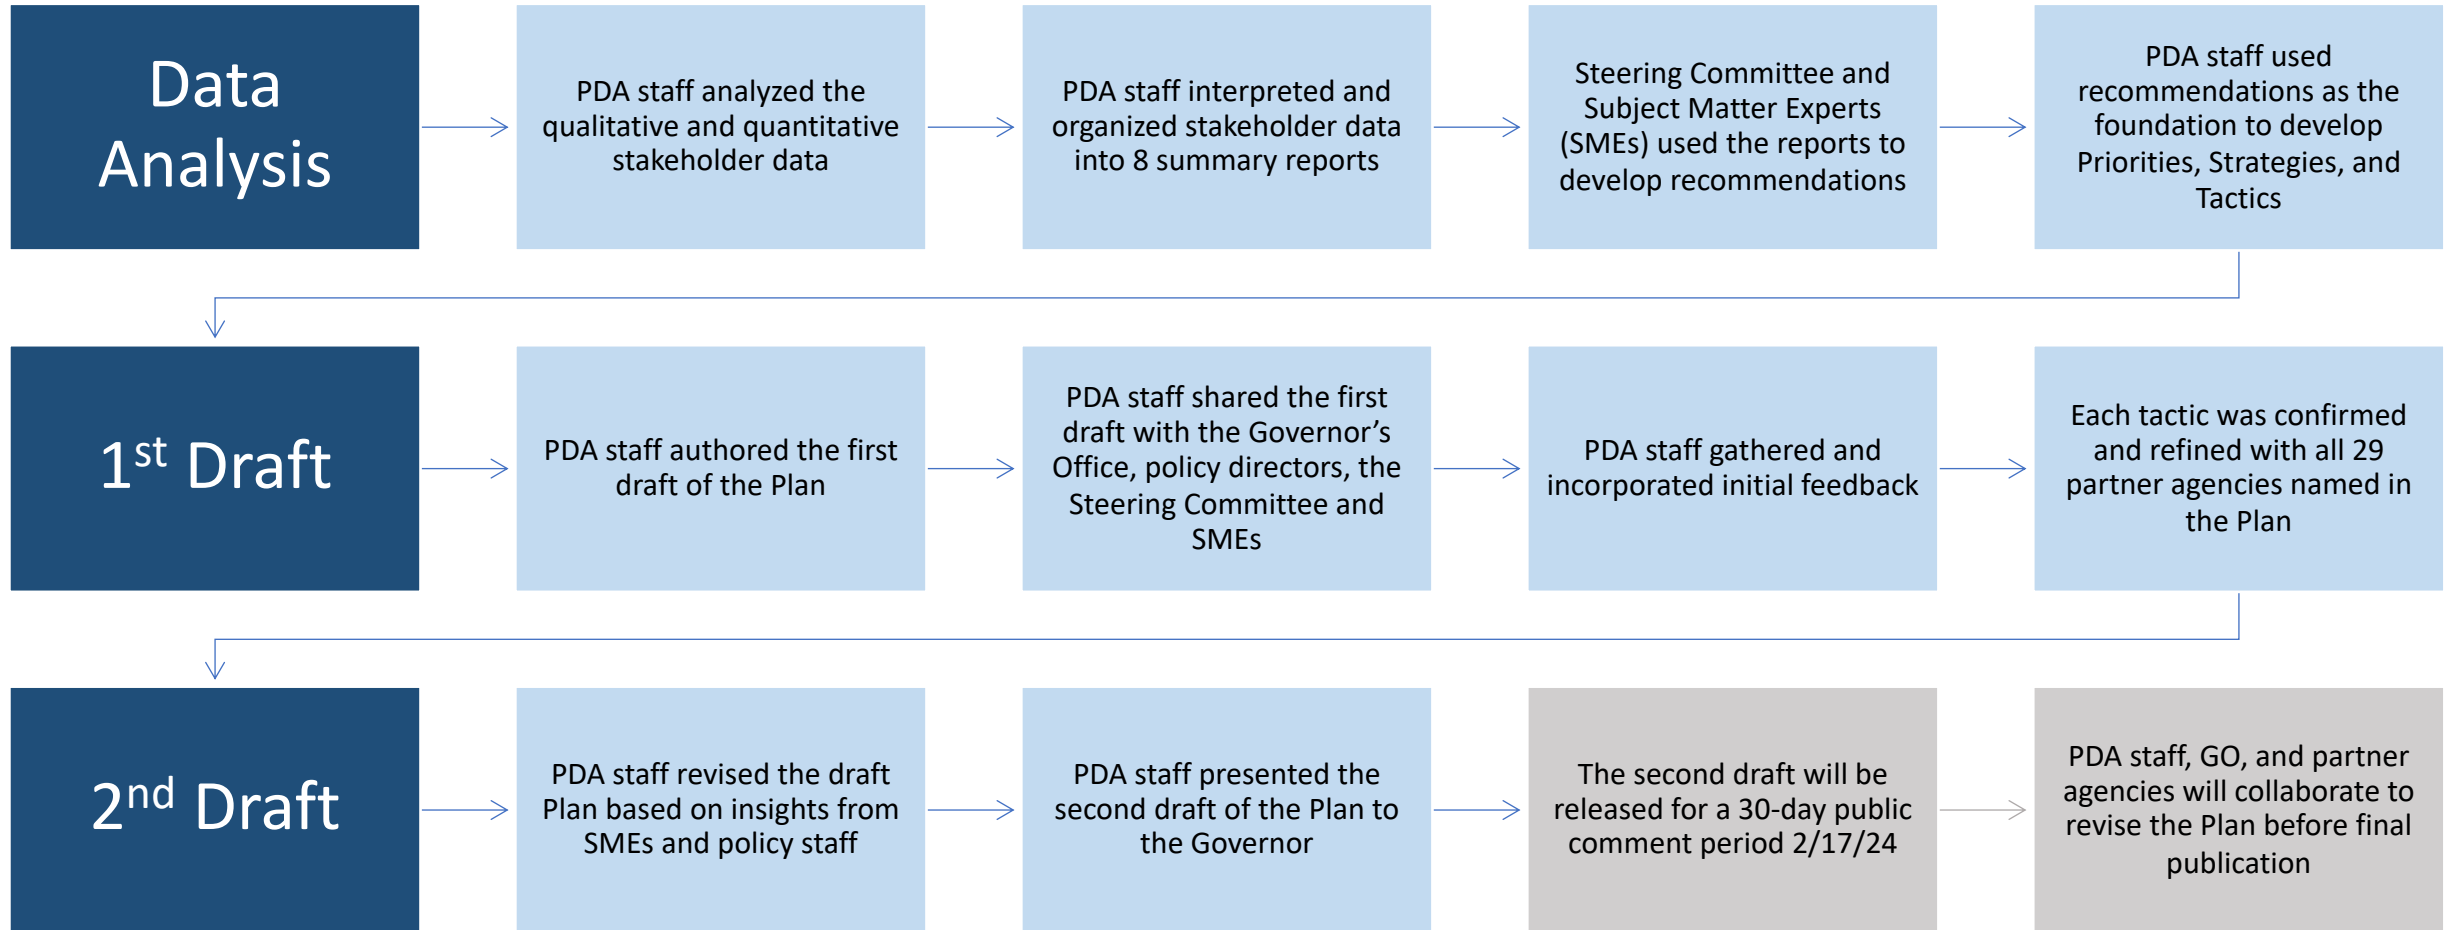 Data
Analysis
PDA staff analyzed the
qualitative and quantitative
stakeholder data
PDA staff interpreted and
organized stakeholder data
into 8 summary reports
Steering Committee and
Subject Matter Experts
(SMEs) used the reports to
develop recommendations
PDA staff used
recommendations as the
foundation to develop
Priorities, Strategies, and
Tactics
1st Draft
PDA staff authored the first
draft of the Plan
PDA staff shared the first
draft with the Governor’s
Office, policy directors, the
Steering Committee and
SMEs
PDA staff gathered and
incorporated initial feedback
Each tactic was confirmed
and refined with all 29
partner agencies named in
the Plan
2nd Draft
PDA staff revised the draft
Plan based on insights from
SMEs and policy staff
PDA staff presented the
second draft of the Plan to
the Governor
The second draft will be
released for a 30-day public
comment period 2/17/24
PDA staff, GO, and partner
agencies will collaborate to
revise the Plan before final
publication